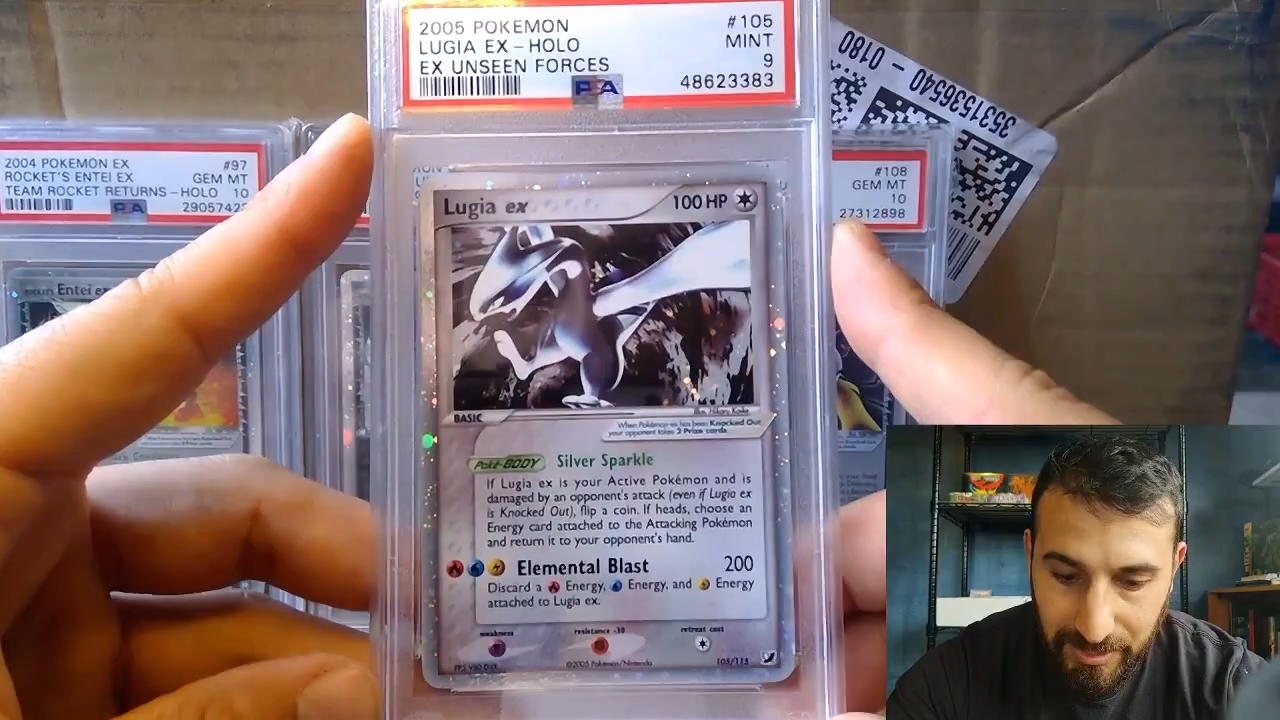 2005 POKEMON #105
LUGIA EX – HOLO MINT
EX UNSEEN FORCES 9
PSA 48623383
3531536540 – 0180
2004 POKEMON EX #97
ROCKET'S ENTEI EX GEM MT
TEAM ROCKET RETURNS – HOLO 10
PSA 2905742
#108
GEM MT
10
27312898
Entei ex
Lugia ex 100 HP
BASIC
illus. Hikaru Koike
When Pokémon-ex has been Knocked Out,
your opponent takes 2 Prize cards.
Poké-BODY Silver Sparkle
If Lugia ex is your Active Pokémon and is
damaged by an opponent's attack (even if Lugia ex
is Knocked Out), flip a coin. If heads, choose an
Energy card attached to the Attacking Pokémon
and return it to your opponent's hand.
Elemental Blast 200
Discard a Energy, Energy, and Energy
attached to Lugia ex.
weakness resistance -30 retreat cost
©2005 Pokémon/Nintendo 105/115